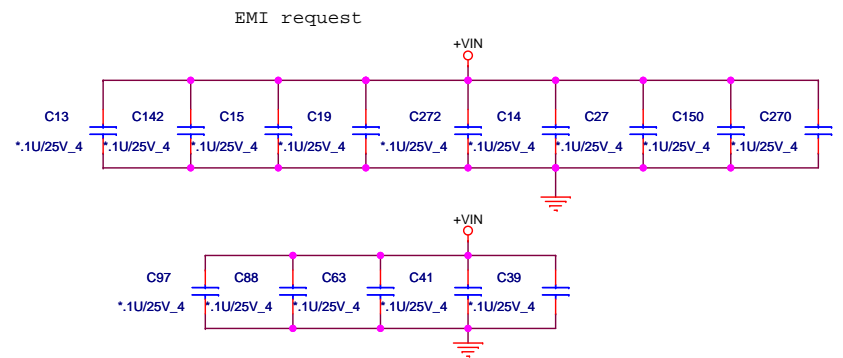 EMI request
+VIN
C13 C142 C15 C19 C272 C14 C27 C150 C270
*.1U/25V_4 *.1U/25V_4 *.1U/25V_4 *.1U/25V_4 *.1U/25V_4 *.1U/25V_4 *.1U/25V_4 *.1U/25V_4 *.1U/25V_4
+VIN
C97 C88 C63 C41 C39
*.1U/25V_4 *.1U/25V_4 *.1U/25V_4 *.1U/25V_4 *.1U/25V_4